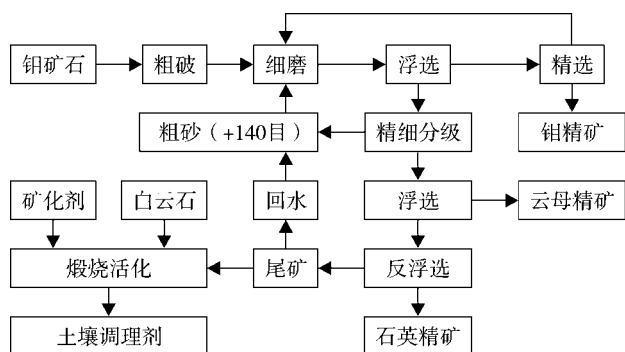 钼矿石
粗破
细磨
浮选
精选
粗砂（+140目）
精细分级
钼精矿
矿化剂
白云石
回水
浮选
云母精矿
煅烧活化
尾矿
反浮选
土壤调理剂
石英精矿